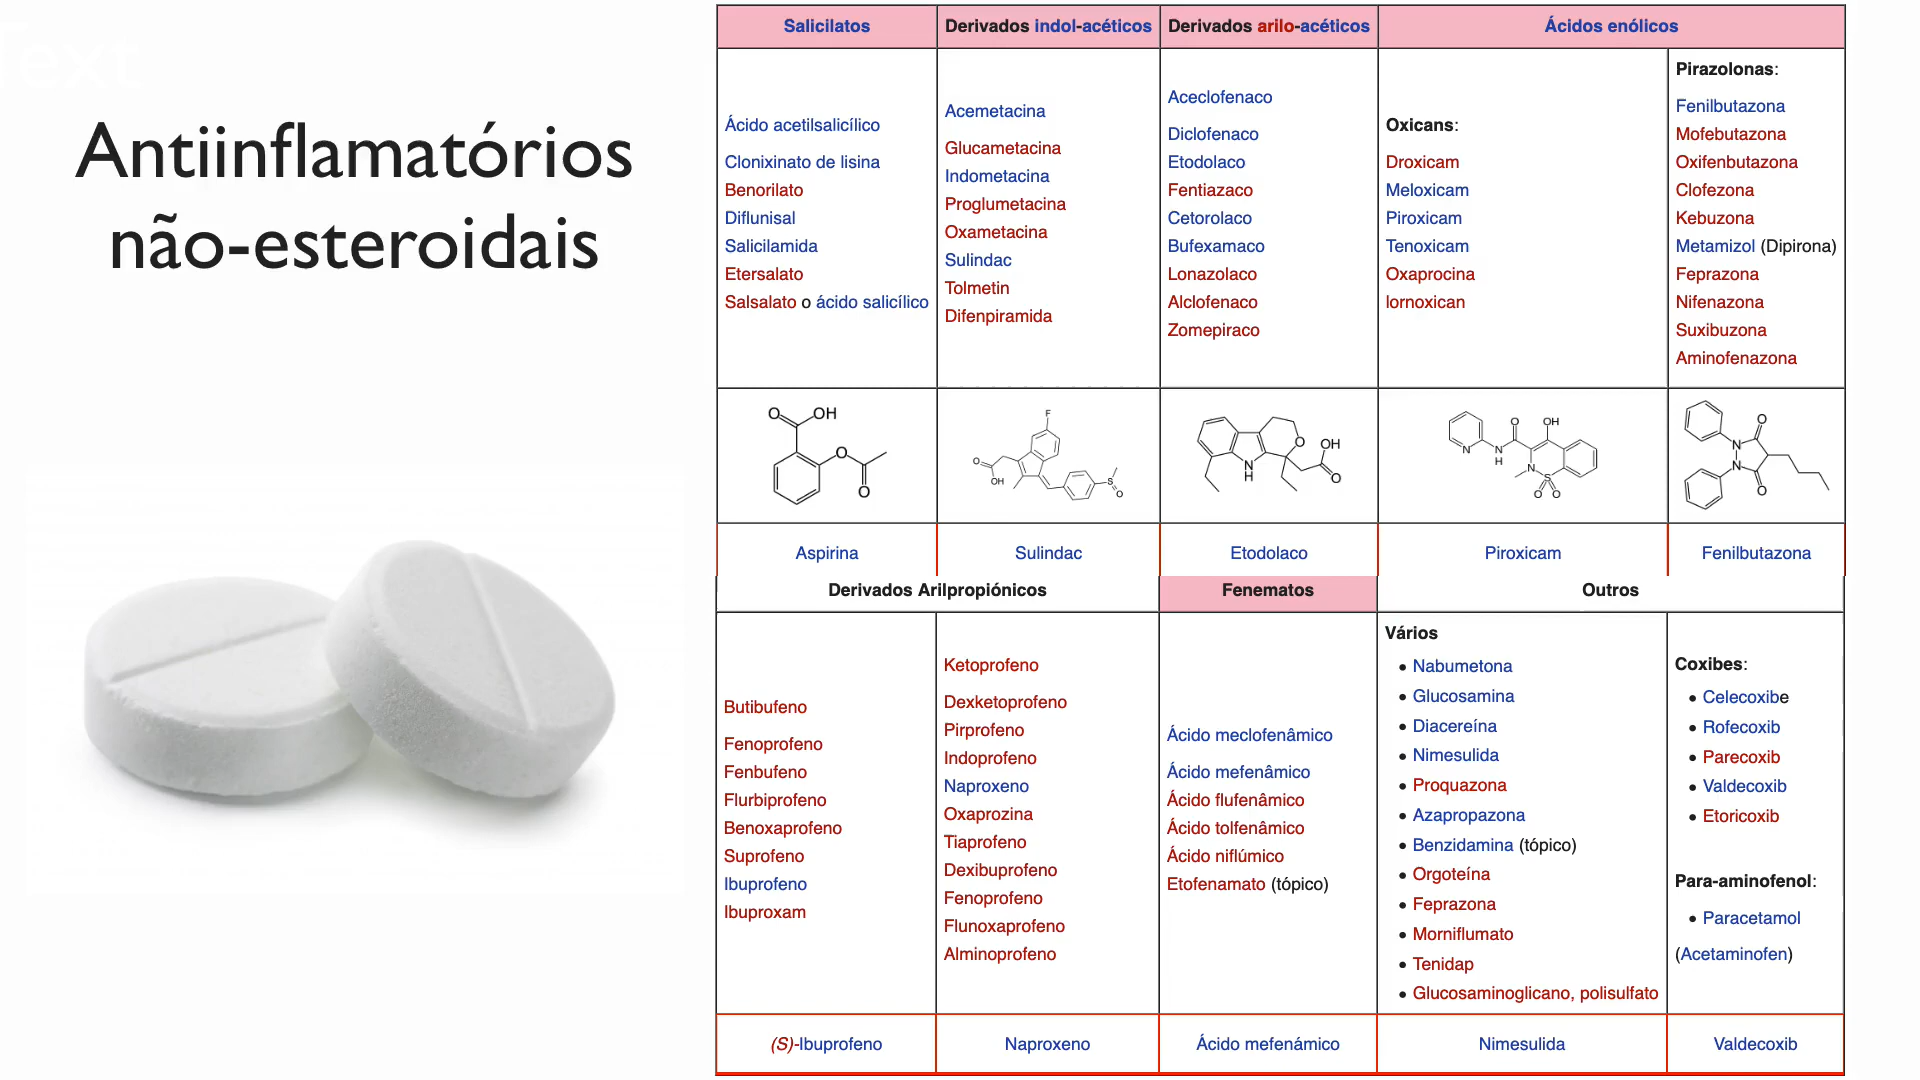 Text
Antiinflamatórios
não-esteroidais
Salicilatos
Derivados indol-acéticos
Derivados arilo-acéticos
Ácidos enólicos
Ácido acetilsalicílico
Clonixinato de lisina
Benorilato
Diflunisal
Salicilamida
Etersalato
Salsalato o ácido salicílico
Acemetacina
Glucametacina
Indometacina
Proglumetacina
Oxametacina
Sulindac
Tolmetin
Difenpiramida
Aceclofenaco
Diclofenaco
Etodolaco
Fentiazaco
Cetorolaco
Bufexamaco
Lonazolaco
Alclofenaco
Zomepiraco
Oxicans:
Droxicam
Meloxicam
Piroxicam
Tenoxicam
Oxaprocina
lornoxican
Pirazolonas:
Fenilbutazona
Mofebutazona
Oxifenbutazona
Clofezona
Kebuzona
Metamizol (Dipirona)
Feprazona
Nifenazona
Suxibuzona
Aminofenazona
O OH
O
O
F
O
OH
S
O
O
OH
N
H
O
O OH
N N
H
N S
O O
O
N
N
O
Aspirina
Sulindac
Etodolaco
Piroxicam
Fenilbutazona
Derivados Arilpropiónicos
Fenematos
Outros
Butibufeno
Fenoprofeno
Fenbufeno
Flurbiprofeno
Benoxaprofeno
Suprofeno
Ibuprofeno
Ibuproxam
Ketoprofeno
Dexketoprofeno
Pirprofeno
Indoprofeno
Naproxeno
Oxaprozina
Tiaprofeno
Dexibuprofeno
Fenoprofeno
Flunoxaprofeno
Alminoprofeno
Ácido meclofenâmico
Ácido mefenâmico
Ácido flufenâmico
Ácido tolfenâmico
Ácido niflúmico
Etofenamato (tópico)
Vários
• Nabumetona
• Glucosamina
• Diacereína
• Nimesulida
• Proquazona
• Azapropazona
• Benzidamina (tópico)
• Orgoteína
• Feprazona
• Morniflumato
• Tenidap
• Glucosaminoglicano, polisulfato
Coxibes:
• Celecoxibe
• Rofecoxib
• Parecoxib
• Valdecoxib
• Etoricoxib
Para-aminofenol:
• Paracetamol
(Acetaminofen)
(S)-Ibuprofeno
Naproxeno
Ácido mefenámico
Nimesulida
Valdecoxib